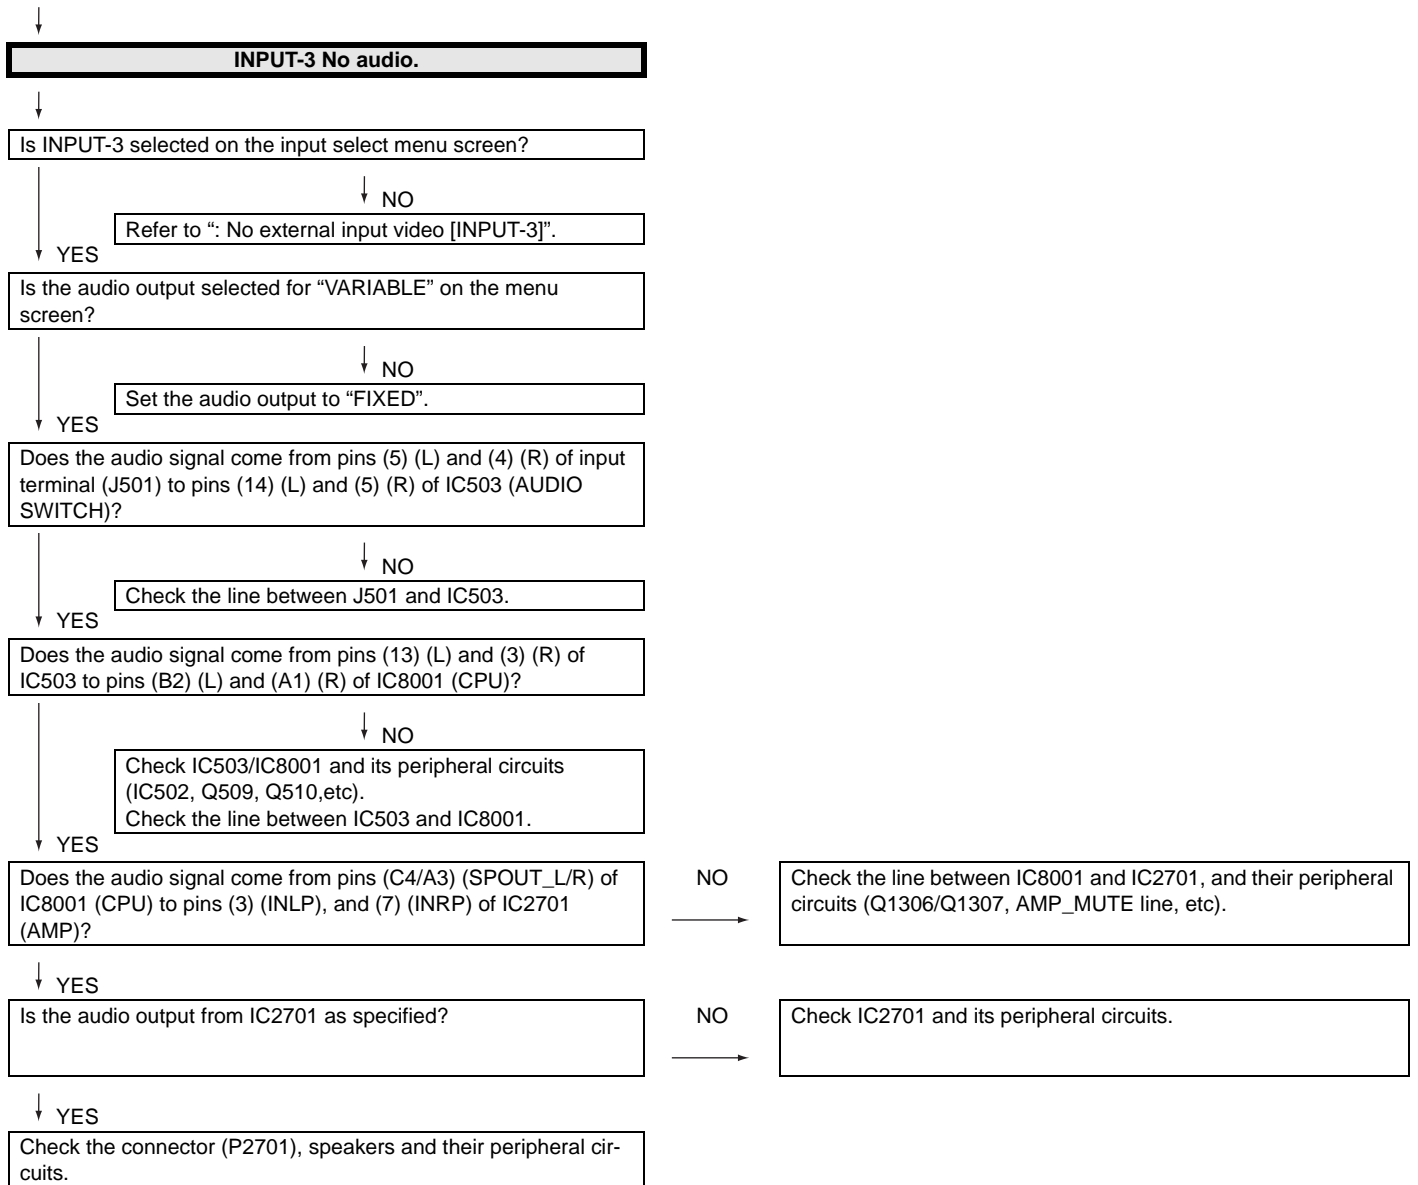 INPUT-3 No audio.
Is INPUT-3 selected on the input select menu screen?
NO
Refer to “: No external input video [INPUT-3]”.
YES
Is the audio output selected for “VARIABLE” on the menu
screen?
NO
Set the audio output to “FIXED”.
YES
Does the audio signal come from pins (5) (L) and (4) (R) of input
terminal (J501) to pins (14) (L) and (5) (R) of IC503 (AUDIO
SWITCH)?
NO
Check the line between J501 and IC503.
YES
Does the audio signal come from pins (13) (L) and (3) (R) of
IC503 to pins (B2) (L) and (A1) (R) of IC8001 (CPU)?
NO
Check IC503/IC8001 and its peripheral circuits
(IC502, Q509, Q510,etc).
Check the line between IC503 and IC8001.
YES
Does the audio signal come from pins (C4/A3) (SPOUT_L/R) of
IC8001 (CPU) to pins (3) (INLP), and (7) (INRP) of IC2701
(AMP)?
NO
Check the line between IC8001 and IC2701, and their peripheral
circuits (Q1306/Q1307, AMP_MUTE line, etc).
YES
Is the audio output from IC2701 as specified?
NO
Check IC2701 and its peripheral circuits.
YES
Check the connector (P2701), speakers and their peripheral cir-
cuits.